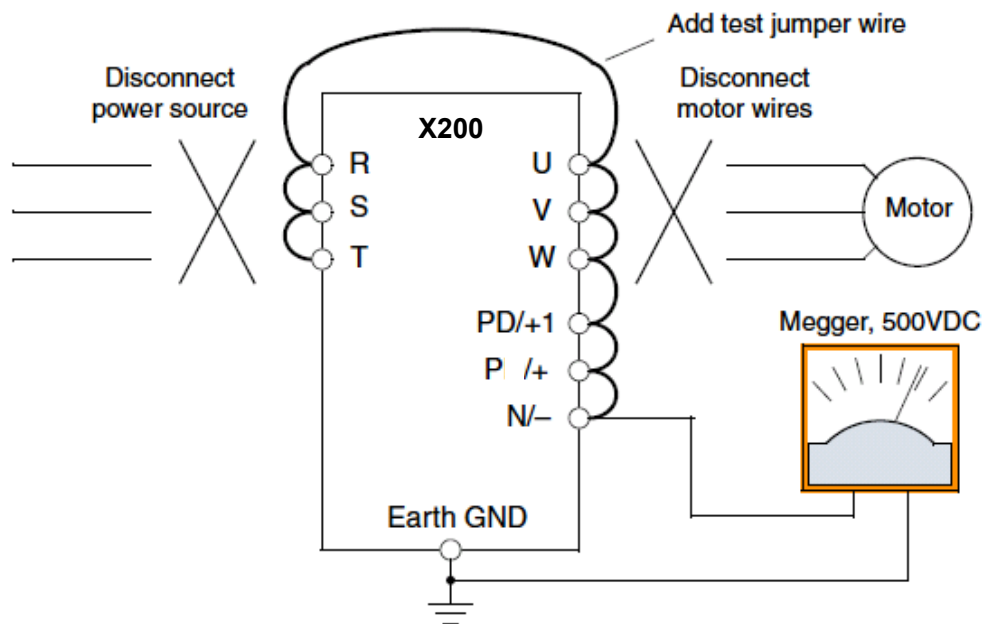 Add test jumper wire
Disconnect
power source
Disconnect
motor wires
X200
R
U
S
V
Motor
T
W
PD/+1
Megger, 500VDC
P /+
N/–
Earth GND